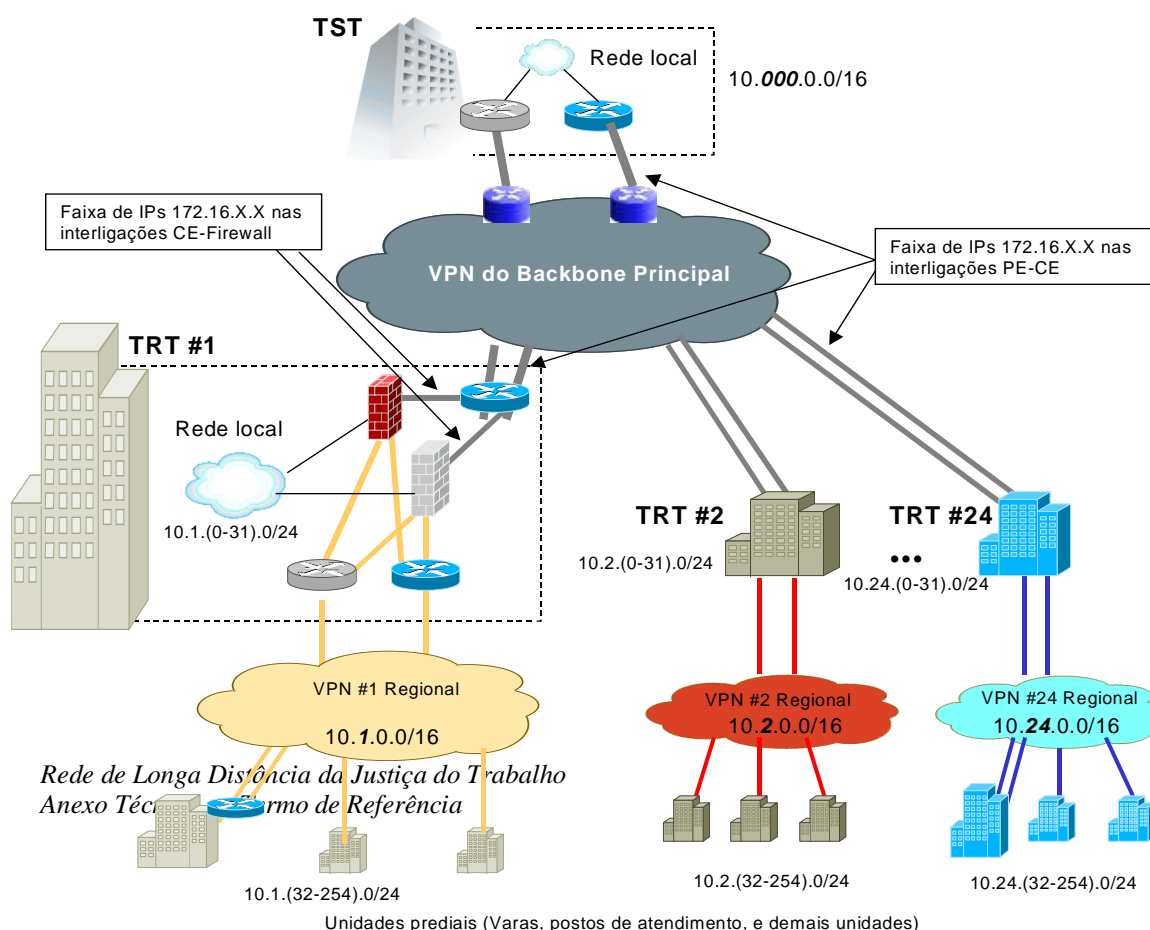 TST
Rede local
10.000.0.0/16
Faixa de IPs 172.16.X.X nas
interligações CE-Firewall
VPN do Backbone Principal
Faixa de IPs 172.16.X.X nas
interligações PE-CE
TRT #1
Rede local
10.1.(0-31).0/24
TRT #2
10.2.(0-31).0/24
TRT #24
...
10.24.(0-31).0/24
VPN #1 Regional
10.1.0.0/16
VPN #2 Regional
10.2.0.0/16
VPN #24 Regional
10.24.0.0/16
Rede de Longa Distância da Justiça do Trabalho
Anexo Referência
10.1.(32-254).0/24
10.2.(32-254).0/24
10.24.(32-254).0/24
Unidades prediais (Varas, postos de atendimento, e demais unidades)